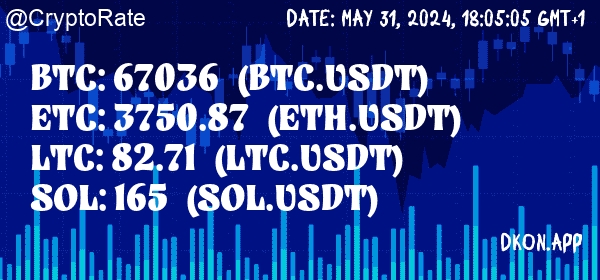 @CryptoRate
DATE: MAY 31, 2024, 18:05:05 GMT+1
BTC: 67036 (BTC.USDT)
ETC: 3750.87 (ETH.USDT)
LTC: 82.71 (LTC.USDT)
SOL: 165 (SOL.USDT)
DKON.APP